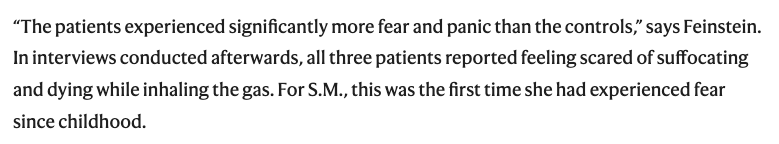 “The patients experienced significantly more fear and panic than the controls,” says Feinstein.
In interviews conducted afterwards, all three patients reported feeling scared of suffocating
and dying while inhaling the gas. For S.M., this was the first time she had experienced fear
since childhood.